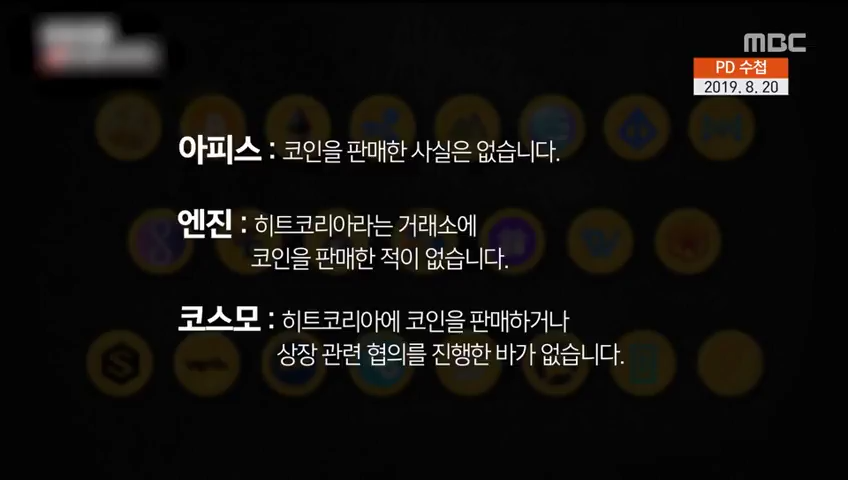 MBC
PD 수첩
2019. 8. 20
아피스 : 코인을 판매한 사실은 없습니다.
엔진 : 히트코리아라는 거래소에
코인을 판매한 적이 없습니다.
코스모 : 히트코리아에 코인을 판매하거나
상장 관련 협의를 진행한 바가 없습니다.